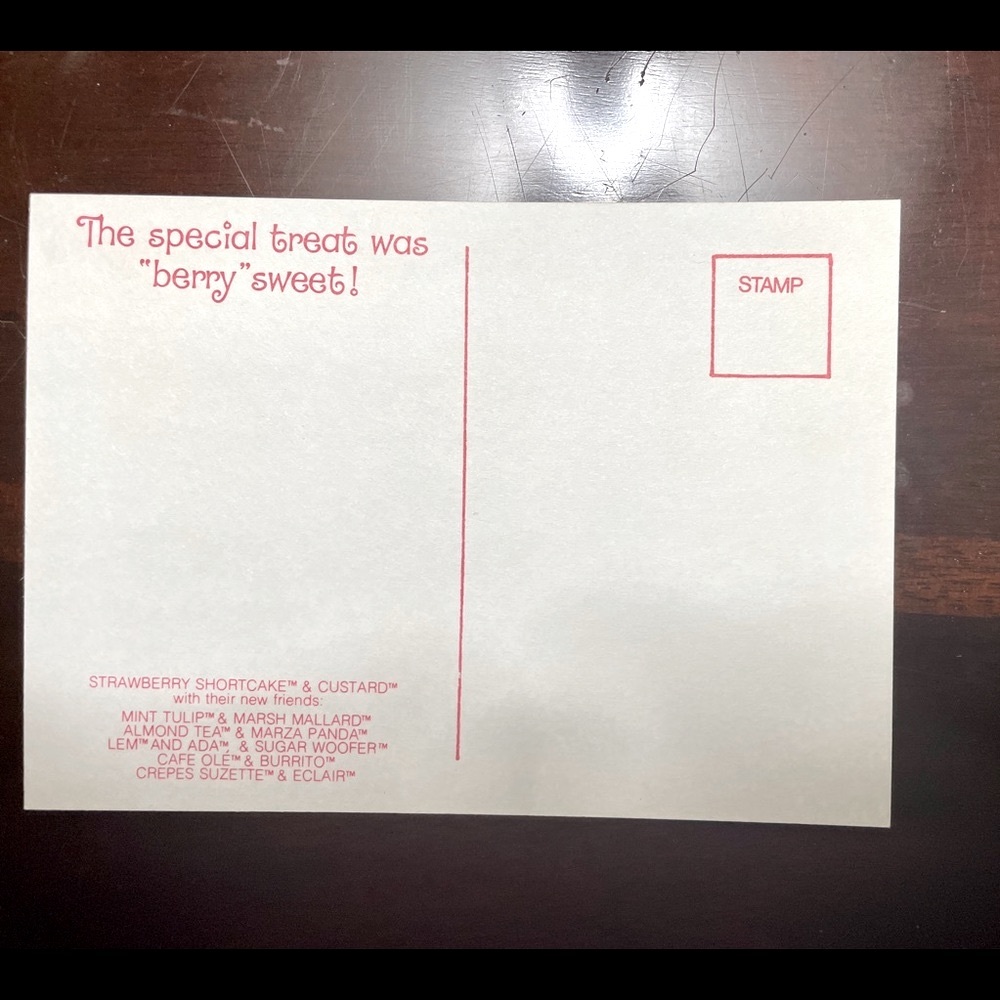 The special treat was
"berry" sweet!
STAMP
STRAWBERRY SHORTCAKE™ & CUSTARD™
with their new friends:
MINT TULIP™ & MARSH MALLARD™
ALMOND TEA™ & MARZA PANDA™
LEM™ AND ADA™, & SUGAR WOOFER™
CAFE OLÉ™ & BURRITO™
CREPES SUZETTE™ & ECLAIR™